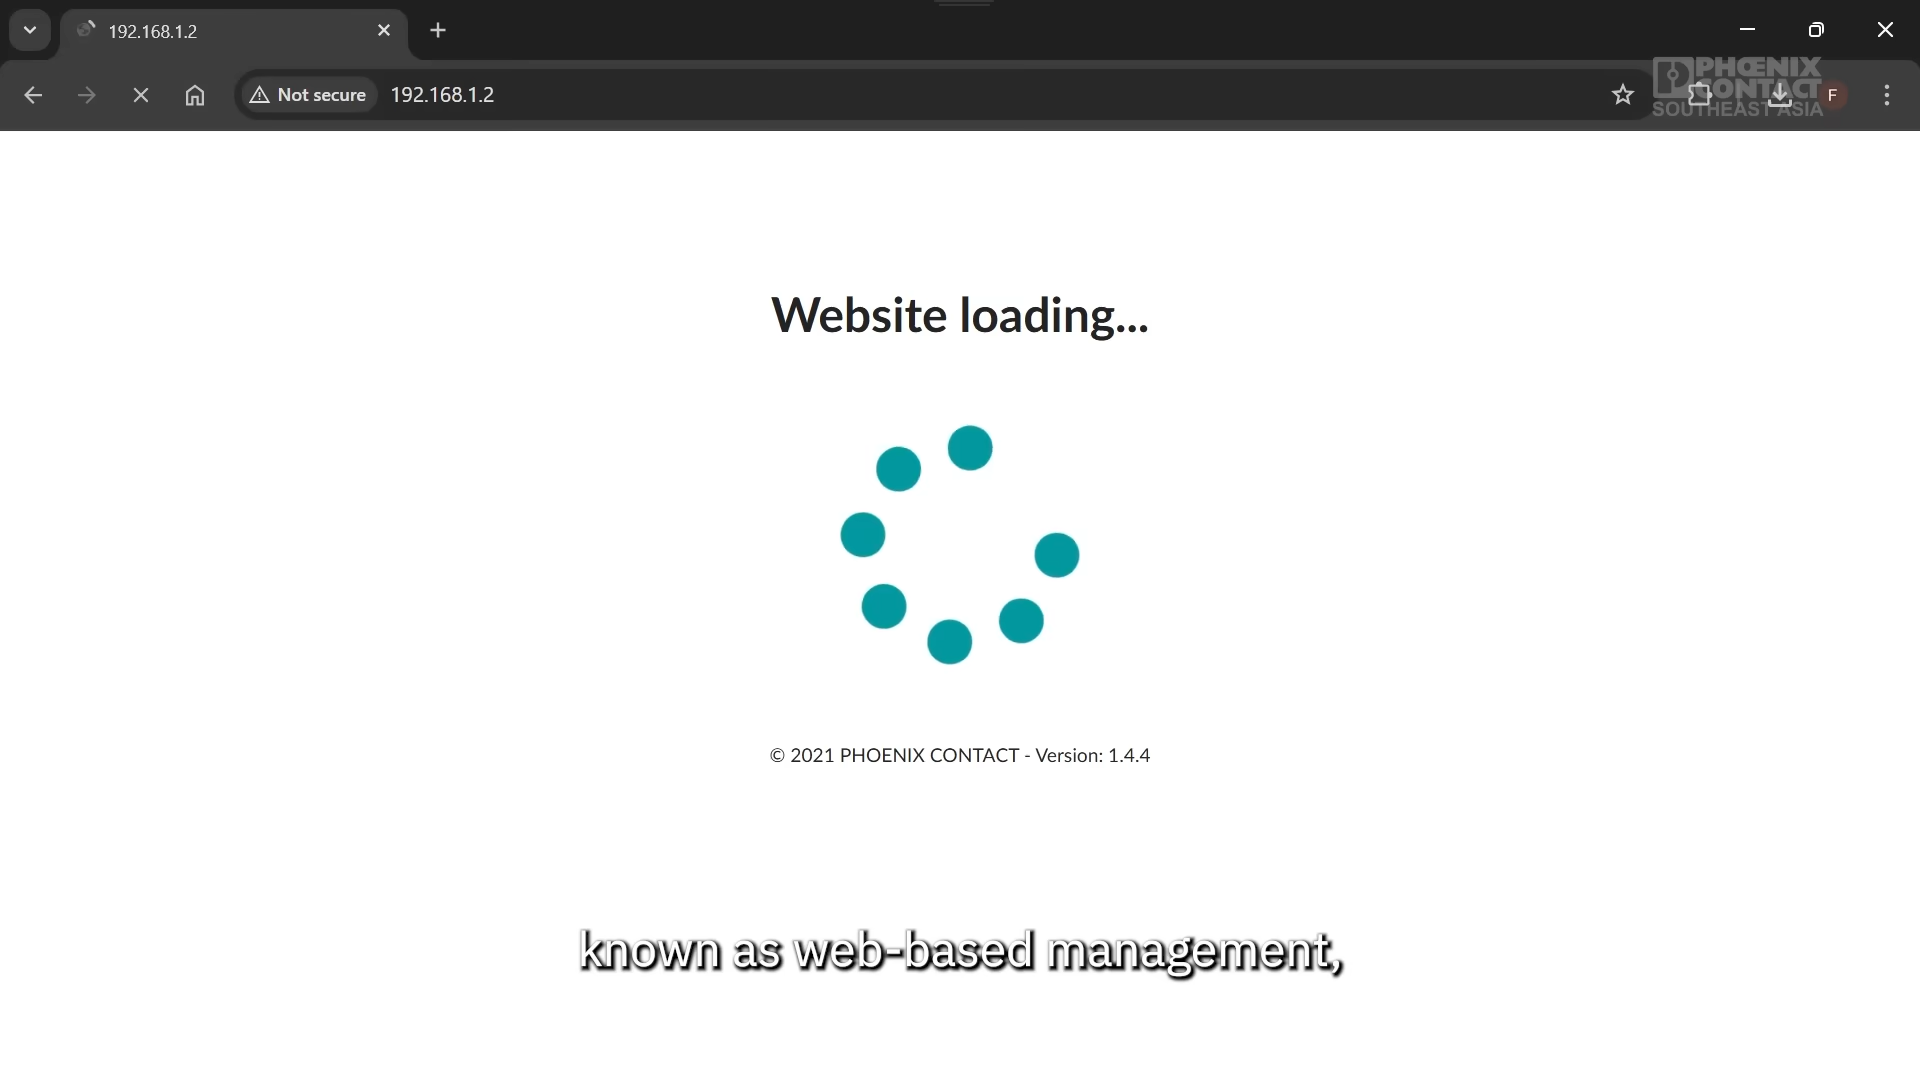 192.168.1.2
Not secure
192.168.1.2
PHŒNIX
CONTACT
SOUTHEAST ASIA
F
Website loading...
© 2021 PHOENIX CONTACT - Version: 1.4.4
known as web-based management,